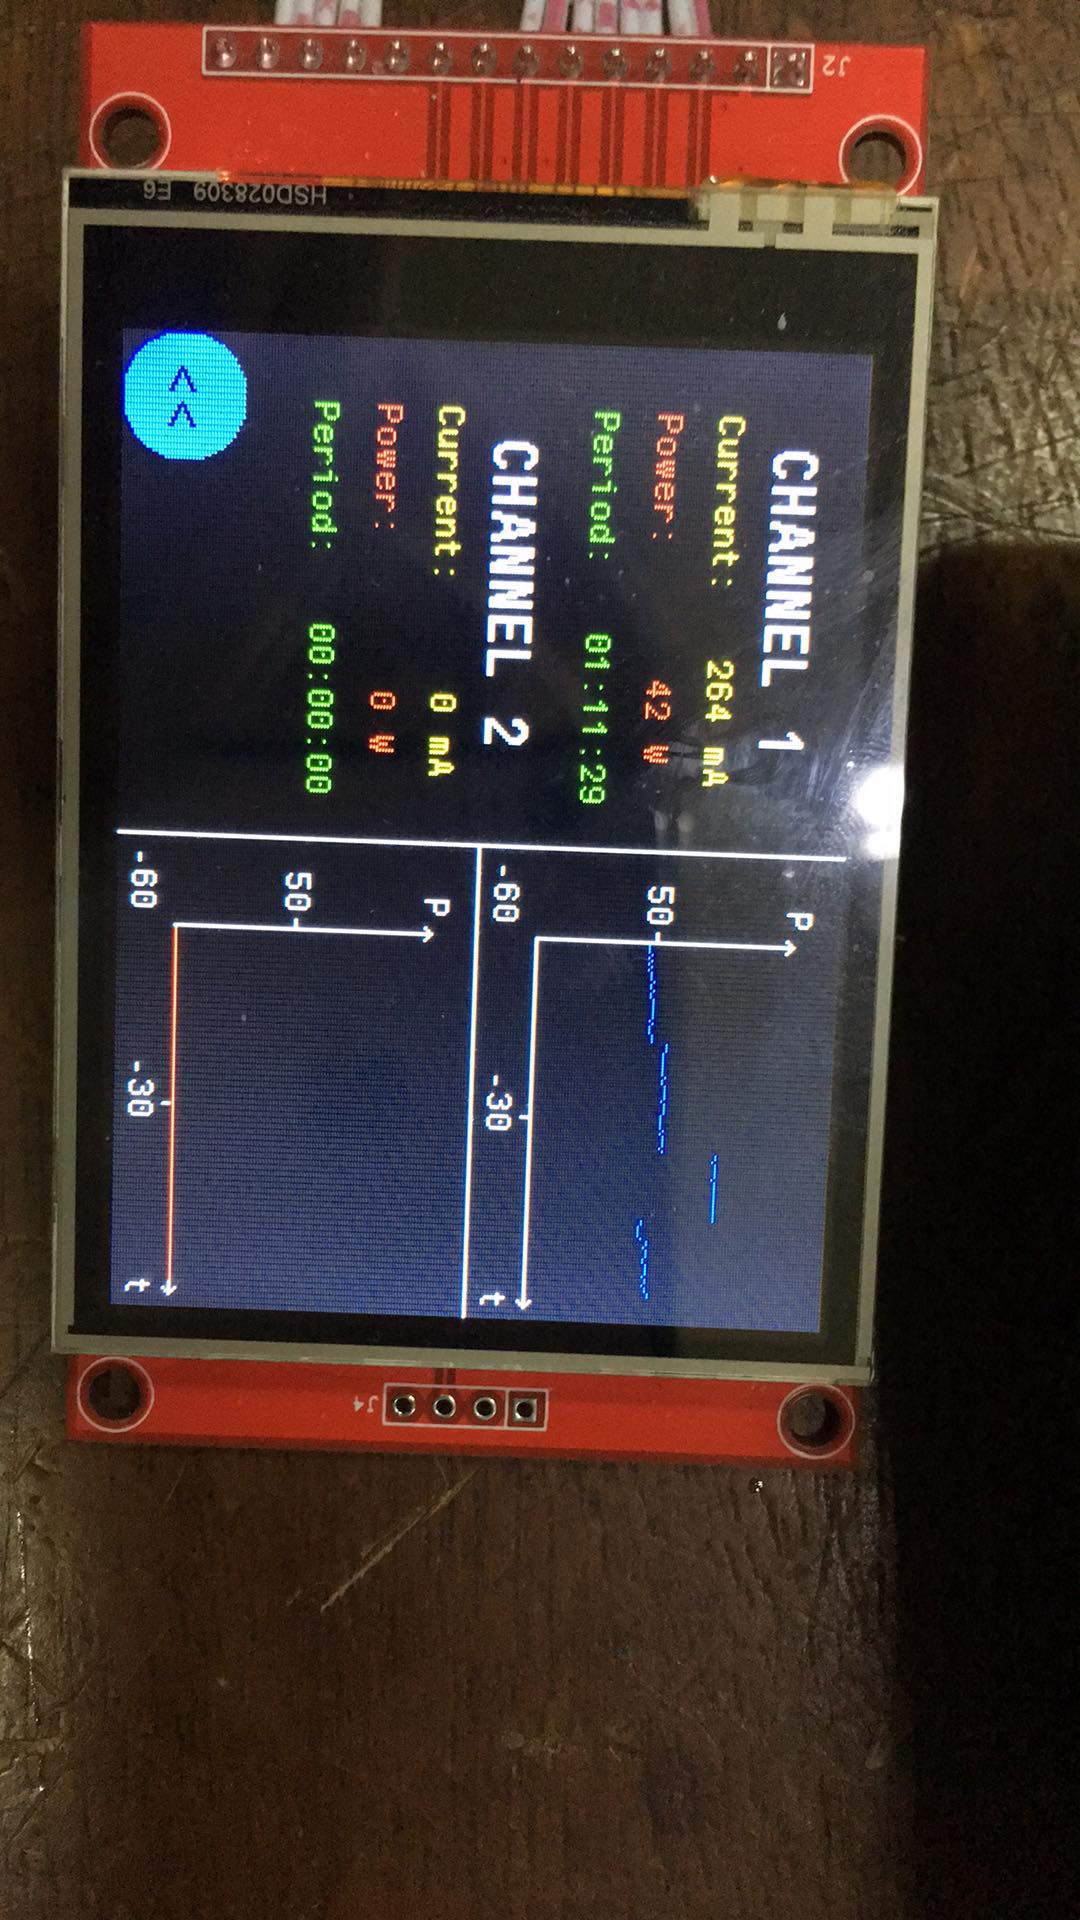 J2
HSD028309 E6
CHANNEL 1
Current: 264 mA
Power: 42 W
Period: 01:11:29
CHANNEL 2
Current: 0 mA
Power: 0 W
Period: 00:00:00
<<
P
50
-60
-30
t
P
50
-60
-30
t
J4